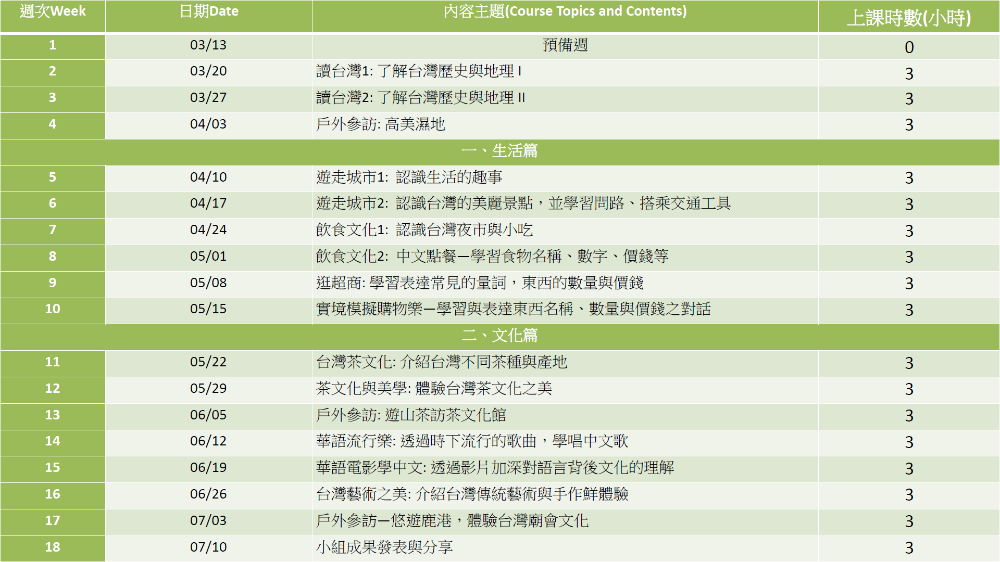 週次Week 日期Date 內容主題(Course Topics and Contents) 上課時數(小時)
1 03/13 預備週 0
2 03/20 讀台灣1: 了解台灣歷史與地理 I 3
3 03/27 讀台灣2: 了解台灣歷史與地理 II 3
4 04/03 戶外參訪: 高美濕地 3
一、生活篇
5 04/10 遊走城市1: 認識生活的趣事 3
6 04/17 遊走城市2: 認識台灣的美麗景點，並學習問路、搭乘交通工具 3
7 04/24 飲食文化1: 認識台灣夜市與小吃 3
8 05/01 飲食文化2: 中文點餐—學習食物名稱、數字、價錢等 3
9 05/08 逛超商: 學習表達常見的量詞，東西的數量與價錢 3
10 05/15 實境模擬購物樂—學習與表達東西名稱、數量與價錢之對話 3
二、文化篇
11 05/22 台灣茶文化: 介紹台灣不同茶種與產地 3
12 05/29 茶文化與美學: 體驗台灣茶文化之美 3
13 06/05 戶外參訪: 遊山茶訪茶文化館 3
14 06/12 華語流行樂: 透過時下流行的歌曲，學唱中文歌 3
15 06/19 華語電影學中文: 透過影片加深對語言背後文化的理解 3
16 06/26 台灣藝術之美: 介紹台灣傳統藝術與手作鮮體驗 3
17 07/03 戶外參訪—悠遊鹿港，體驗台灣廟會文化 3
18 07/10 小組成果發表與分享 3